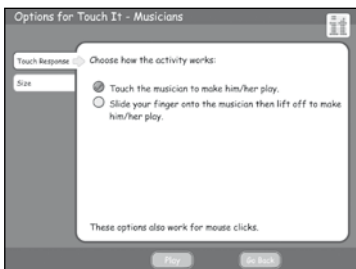 Options for Touch It - Musicians
Touch Response
Size
Choose how the activity works:
Touch the musician to make him/her play.
Slide your finger onto the musician then lift off to make
him/her play.
These options also work for mouse clicks.
Play
Go Back